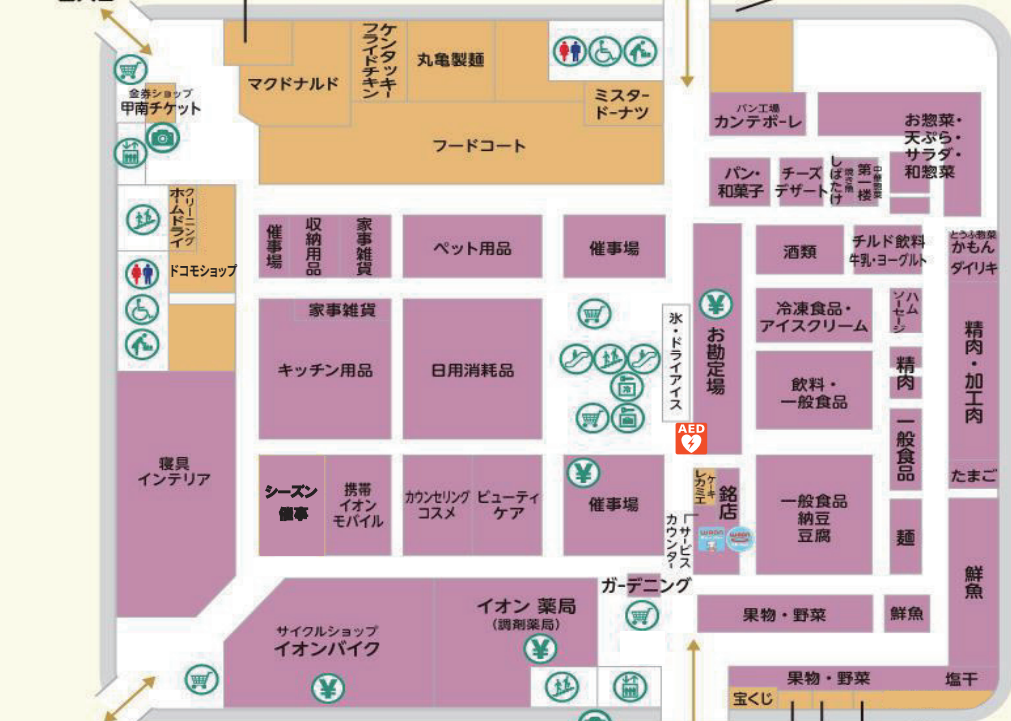 金券ショップ
甲南チケット
マクドナルド
ケンタッキー
フライドチキン
丸亀製麺
ミスター
ドーナツ
フードコート
パン工場
カンテボーレ
お惣菜・
天ぷら・
サラダ・
和惣菜
パン・
和菓子
チーズ
デザート
しばたけ
焼き魚
第一楼
中華惣菜
クリーニング
ホームドライ
ドコモショップ
催事場
収納用品
家事雑貨
ペット用品
催事場
酒類
チルド飲料
牛乳・ヨーグルト
とうふ惣菜
かもん
ダイリキ
家事雑貨
キッチン用品
日用消耗品
氷・ドライアイス
¥
お勘定場
冷凍食品・
アイスクリーム
ハム
ソーセージ
精肉・加工肉
飲料・
一般食品
精肉
AED
一般食品
たまご
寝具
インテリア
シーズン
催事
携帯
イオン
モバイル
カウンセリング
コスメ
ビューティ
ケア
¥
催事場
ケーキ
レカミエ
銘店
サービス
カウンター
WAON
WAON
一般食品
納豆
豆腐
麺
鮮魚
ガーデニング
果物・野菜
鮮魚
サイクルショップ
イオンバイク
¥
イオン 薬局
(調剤薬局)
¥
果物・野菜
塩干
宝くじ